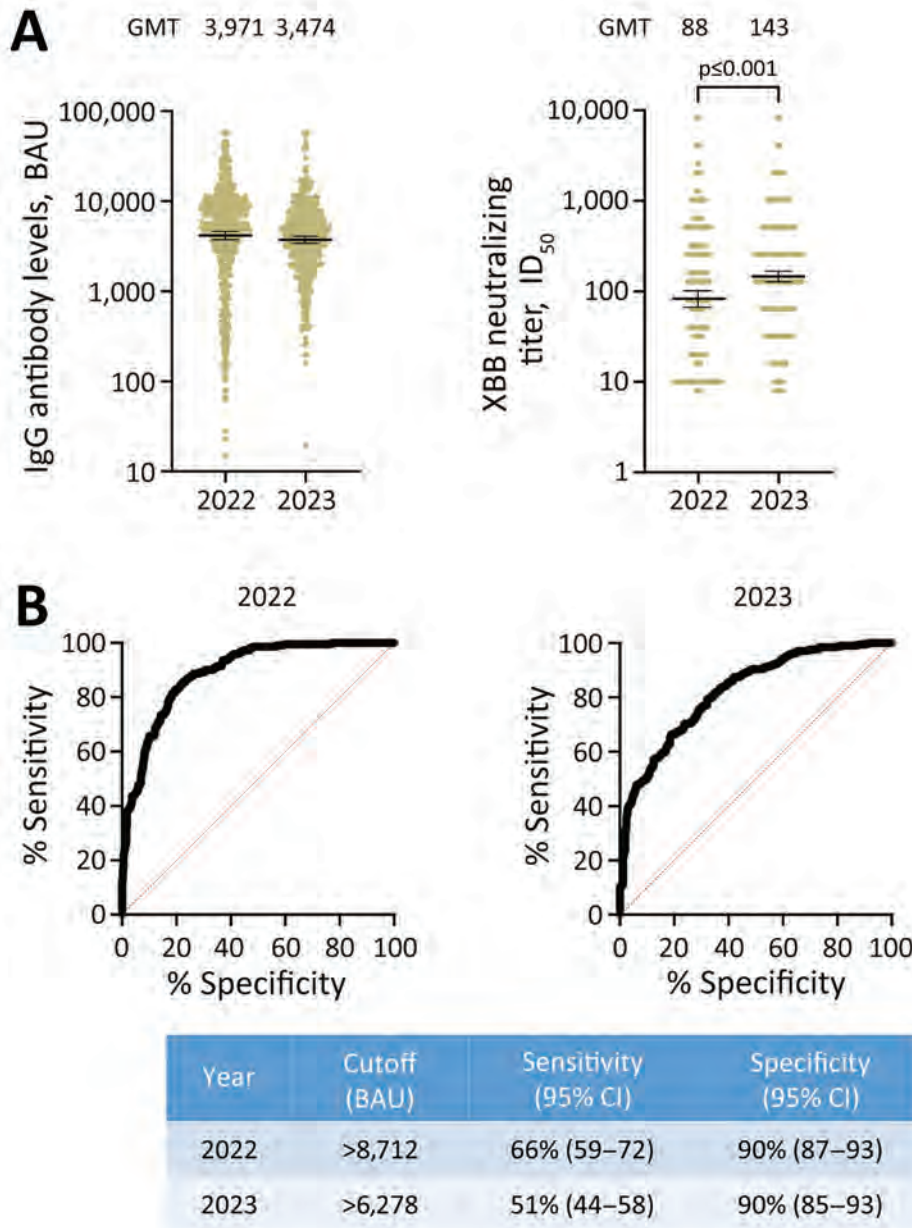 A
GMT 3,971 3,474
IgG antibody levels, BAU
100,000
10,000
1,000
100
10
2022 2023
GMT 88 143
p≤0.001
XBB neutralizing
titer, ID50
10,000
1,000
100
10
1
2022 2023
B
2022
% Sensitivity
100
80
60
40
20
0
0 20 40 60 80 100
% Specificity
2023
% Sensitivity
100
80
60
40
20
0
0 20 40 60 80 100
% Specificity
Year Cutoff (BAU) Sensitivity (95% CI) Specificity (95% CI)
2022 >8,712 66% (59–72) 90% (87–93)
2023 >6,278 51% (44–58) 90% (85–93)